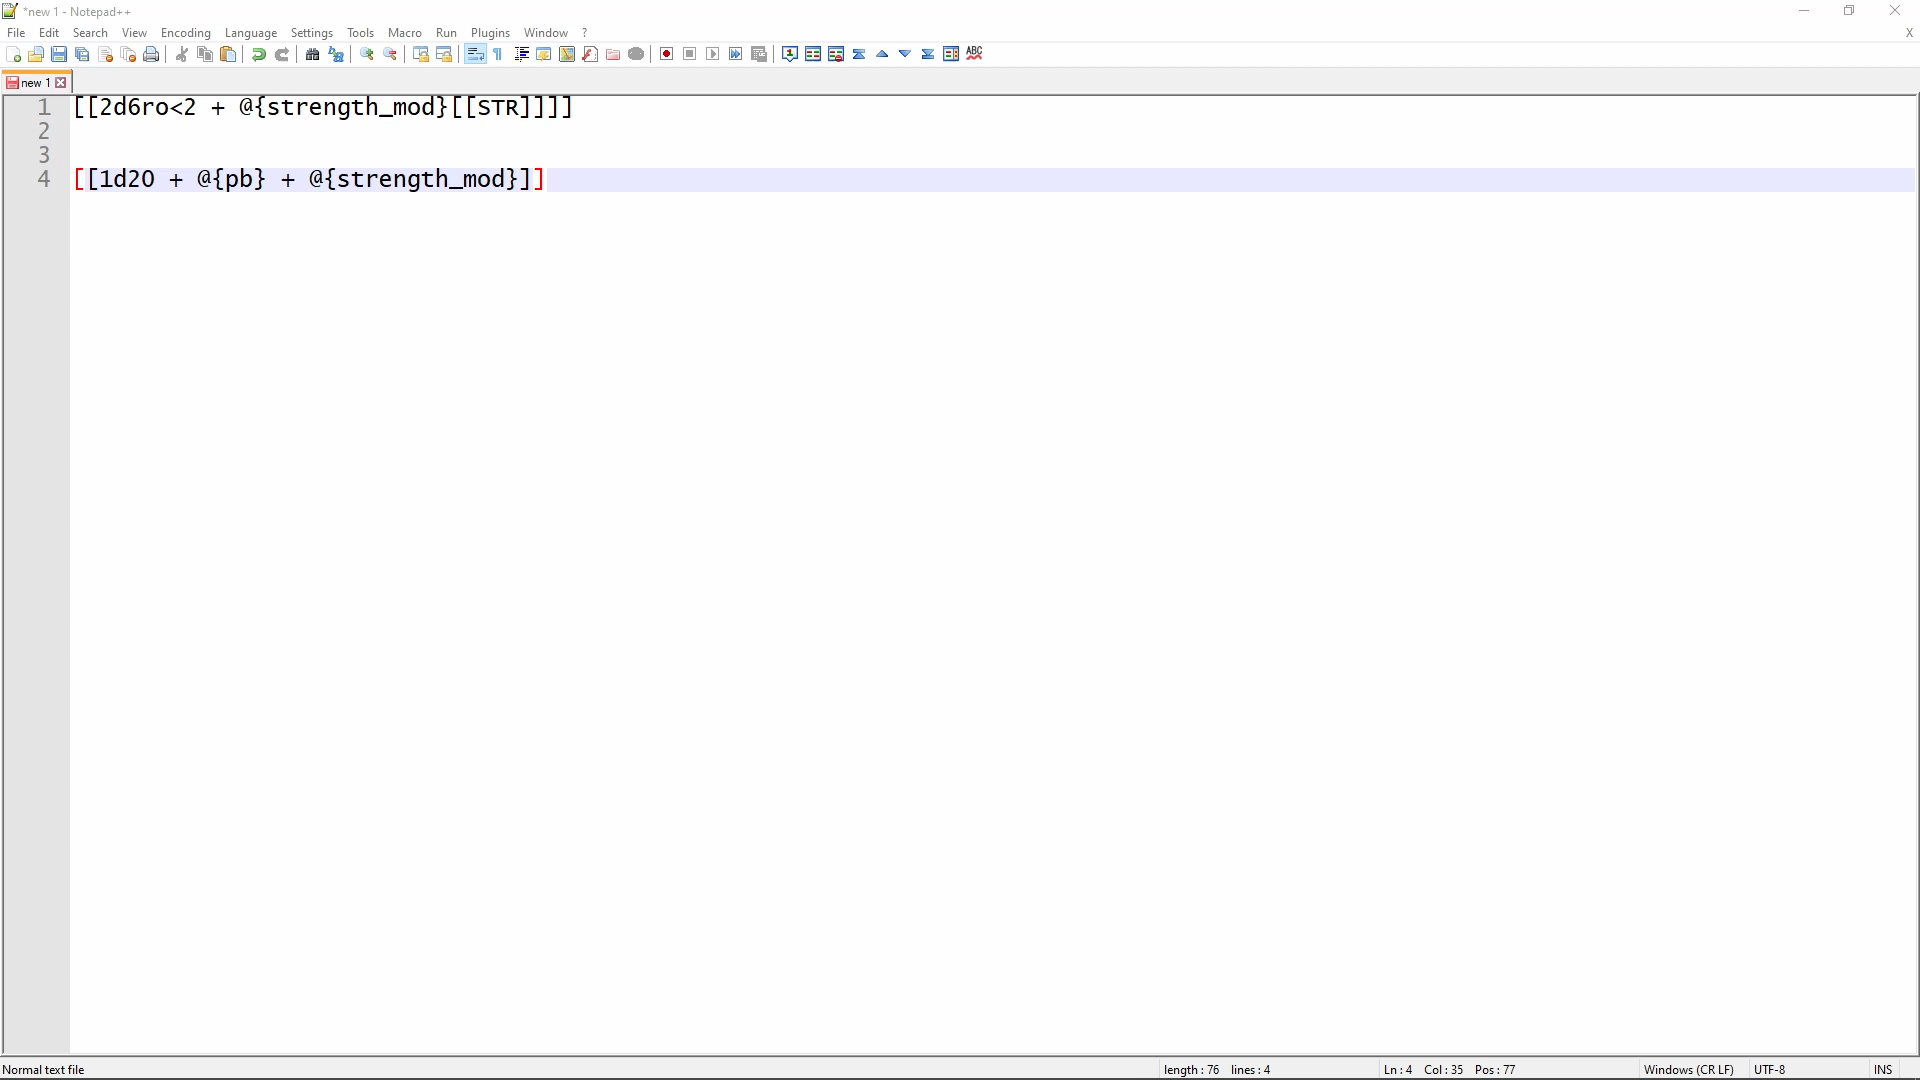 *new 1 - Notepad++
File Edit Search View Encoding Language Settings Tools Macro Run Plugins Window ? X
new 1
1 [[2d6ro<2 + @{strength_mod}[[STR]]]]
2
3
4 [[1d20 + @{pb} + @{strength_mod}]]
Normal text file length : 76 lines : 4 Ln : 4 Col : 35 Pos : 77 Windows (CR LF) UTF-8 INS